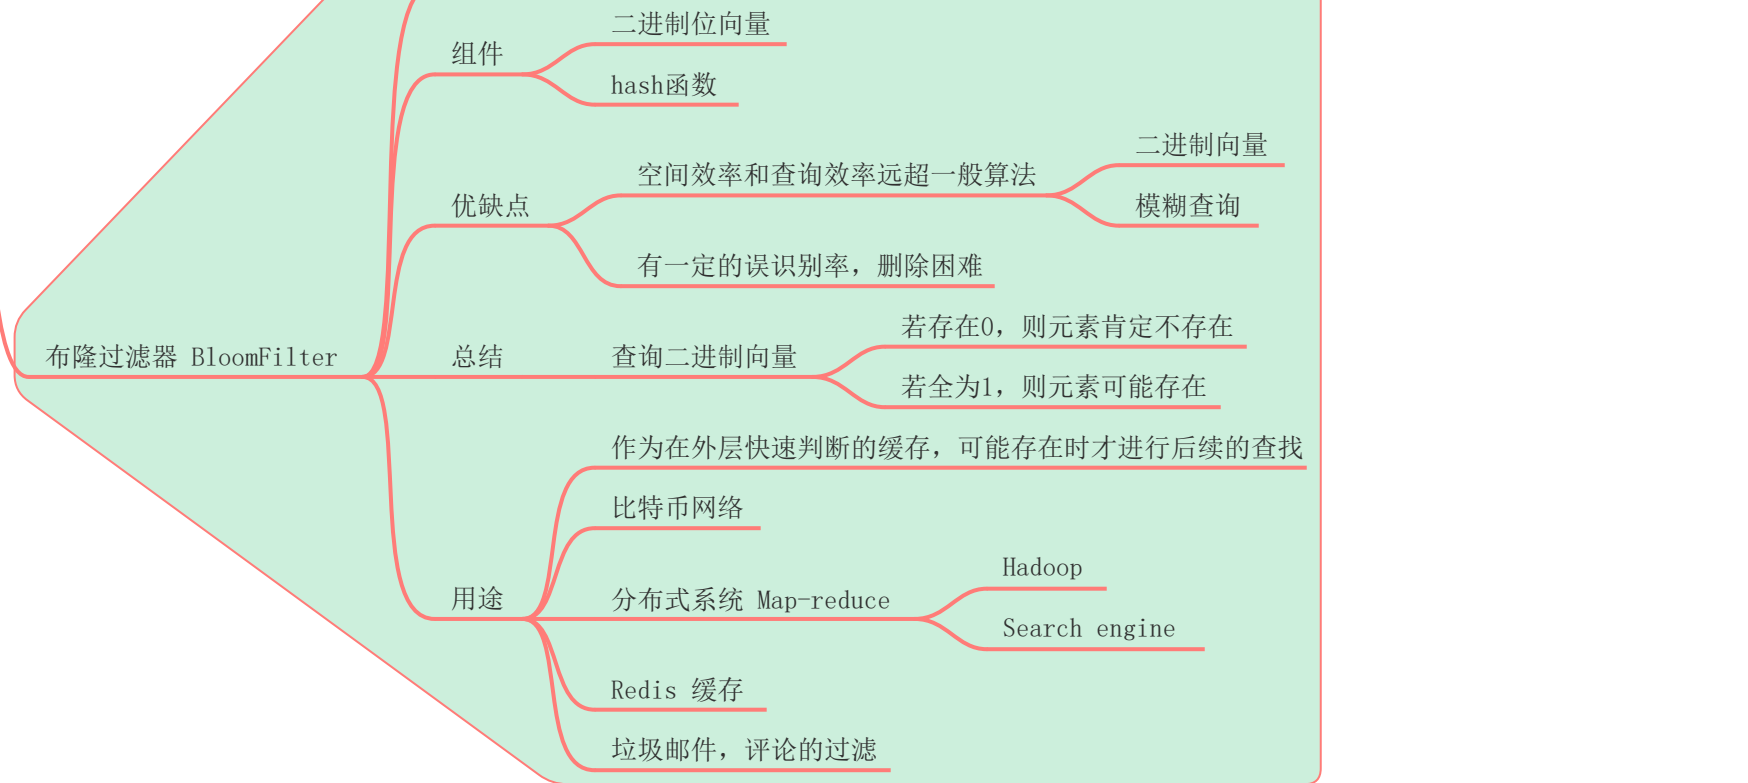 二进制位向量
组件
hash函数
二进制向量
空间效率和查询效率远超一般算法
优缺点
模糊查询
有一定的误识别率，删除困难
若存在0，则元素肯定不存在
布隆过滤器 BloomFilter
总结
查询二进制向量
若全为1，则元素可能存在
作为在外层快速判断的缓存，可能存在时才进行后续的查找
比特币网络
Hadoop
用途
分布式系统 Map-reduce
Search engine
Redis 缓存
垃圾邮件，评论的过滤